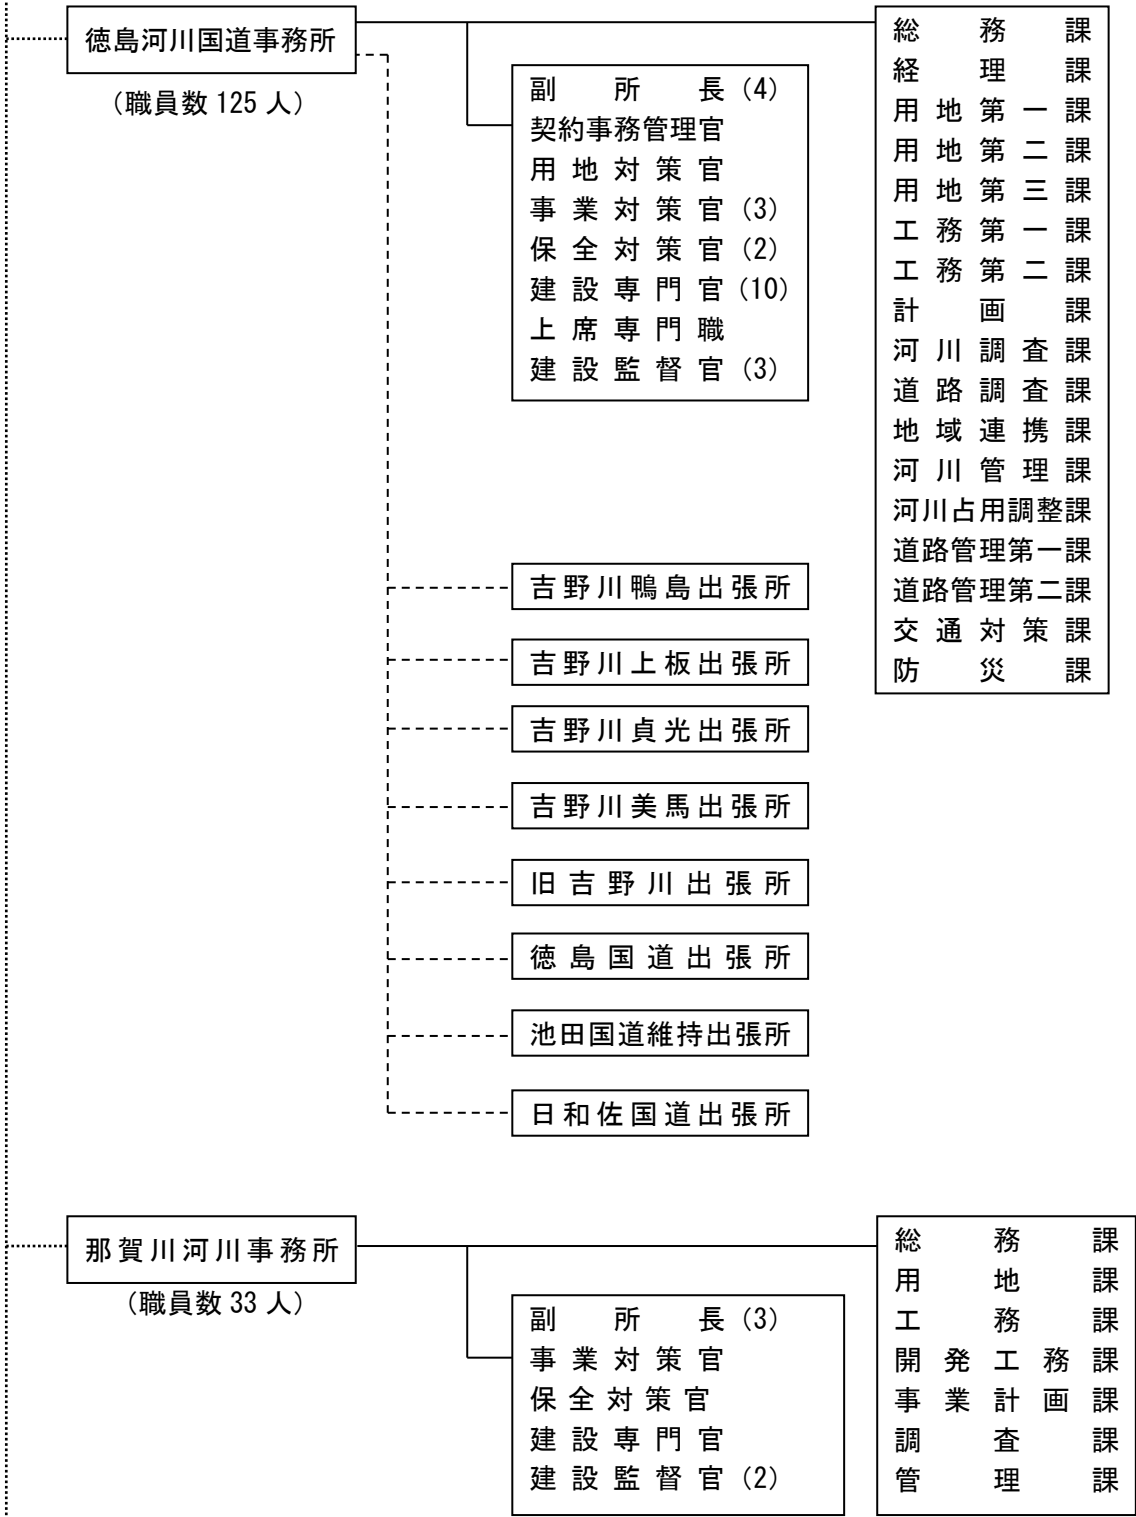 徳島河川国道事務所
（職員数 125 人）
副所長（4）
契約事務管理官
用地対策官
事業対策官（3）
保全対策官（2）
建設専門官（10）
上席専門職
建設監督官（3）
総務課
経理課
用地第一課
用地第二課
用地第三課
工務第一課
工務第二課
計画課
河川調査課
道路調査課
地域連携課
河川管理課
河川占用調整課
道路管理第一課
道路管理第二課
交通対策課
防災課
吉野川鴨島出張所
吉野川上板出張所
吉野川貞光出張所
吉野川美馬出張所
旧吉野川出張所
徳島国道出張所
池田国道維持出張所
日和佐国道出張所
那賀川河川事務所
（職員数 33 人）
副所長（3）
事業対策官
保全対策官
建設専門官
建設監督官（2）
総務課
用地課
工務課
開発工務課
事業計画課
調査課
管理課